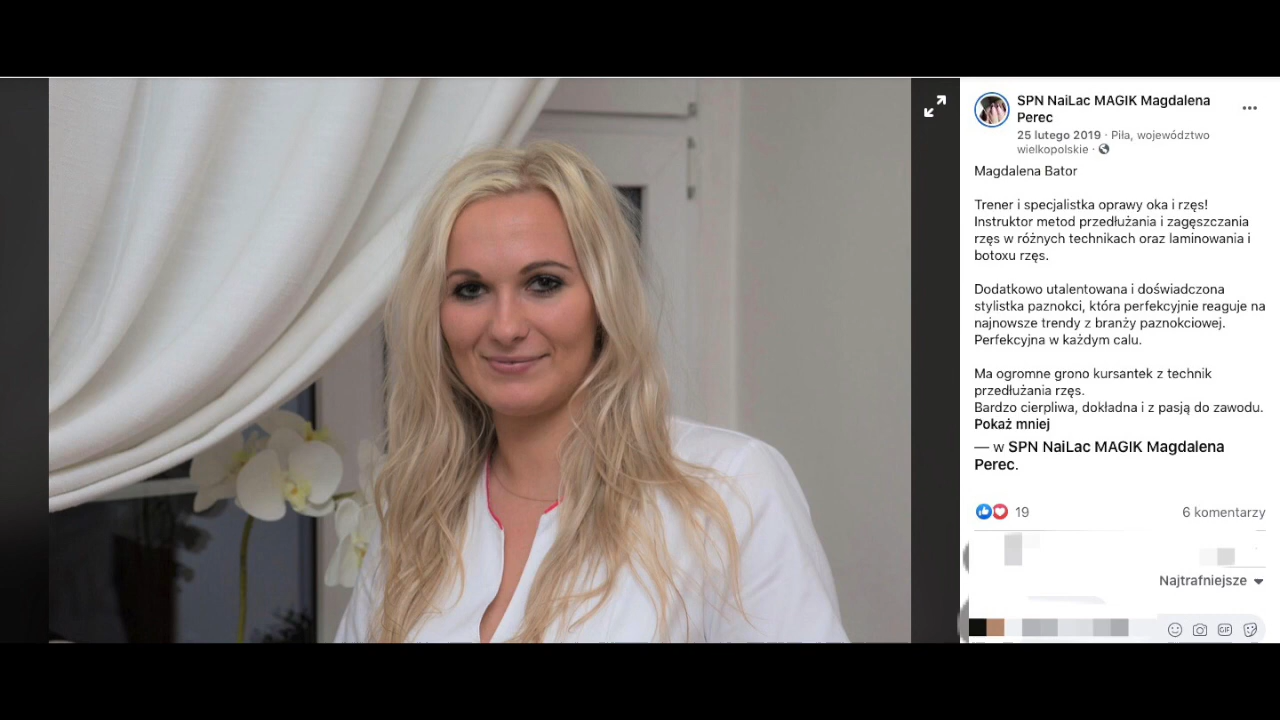 SPN NaiLac MAGIK Magdalena
Perec
25 lutego 2019 · Piła, województwo
wielkopolskie ·
Magdalena Bator
Trener i specjalistka oprawy oka i rzęs!
Instruktor metod przedłużania i zagęszczania
rzęs w różnych technikach oraz laminowania i
botoxu rzęs.
Dodatkowo utalentowana i doświadczona
stylistka paznokci, która perfekcyjnie reaguje na
najnowsze trendy z branży paznokciowej.
Perfekcyjna w każdym calu.
Ma ogromne grono kursantek z technik
przedłużania rzęs.
Bardzo cierpliwa, dokładna i z pasją do zawodu.
Pokaż mniej
— w SPN NaiLac MAGIK Magdalena
Perec.
19 6 komentarzy
Najtrafniejsze
GIF